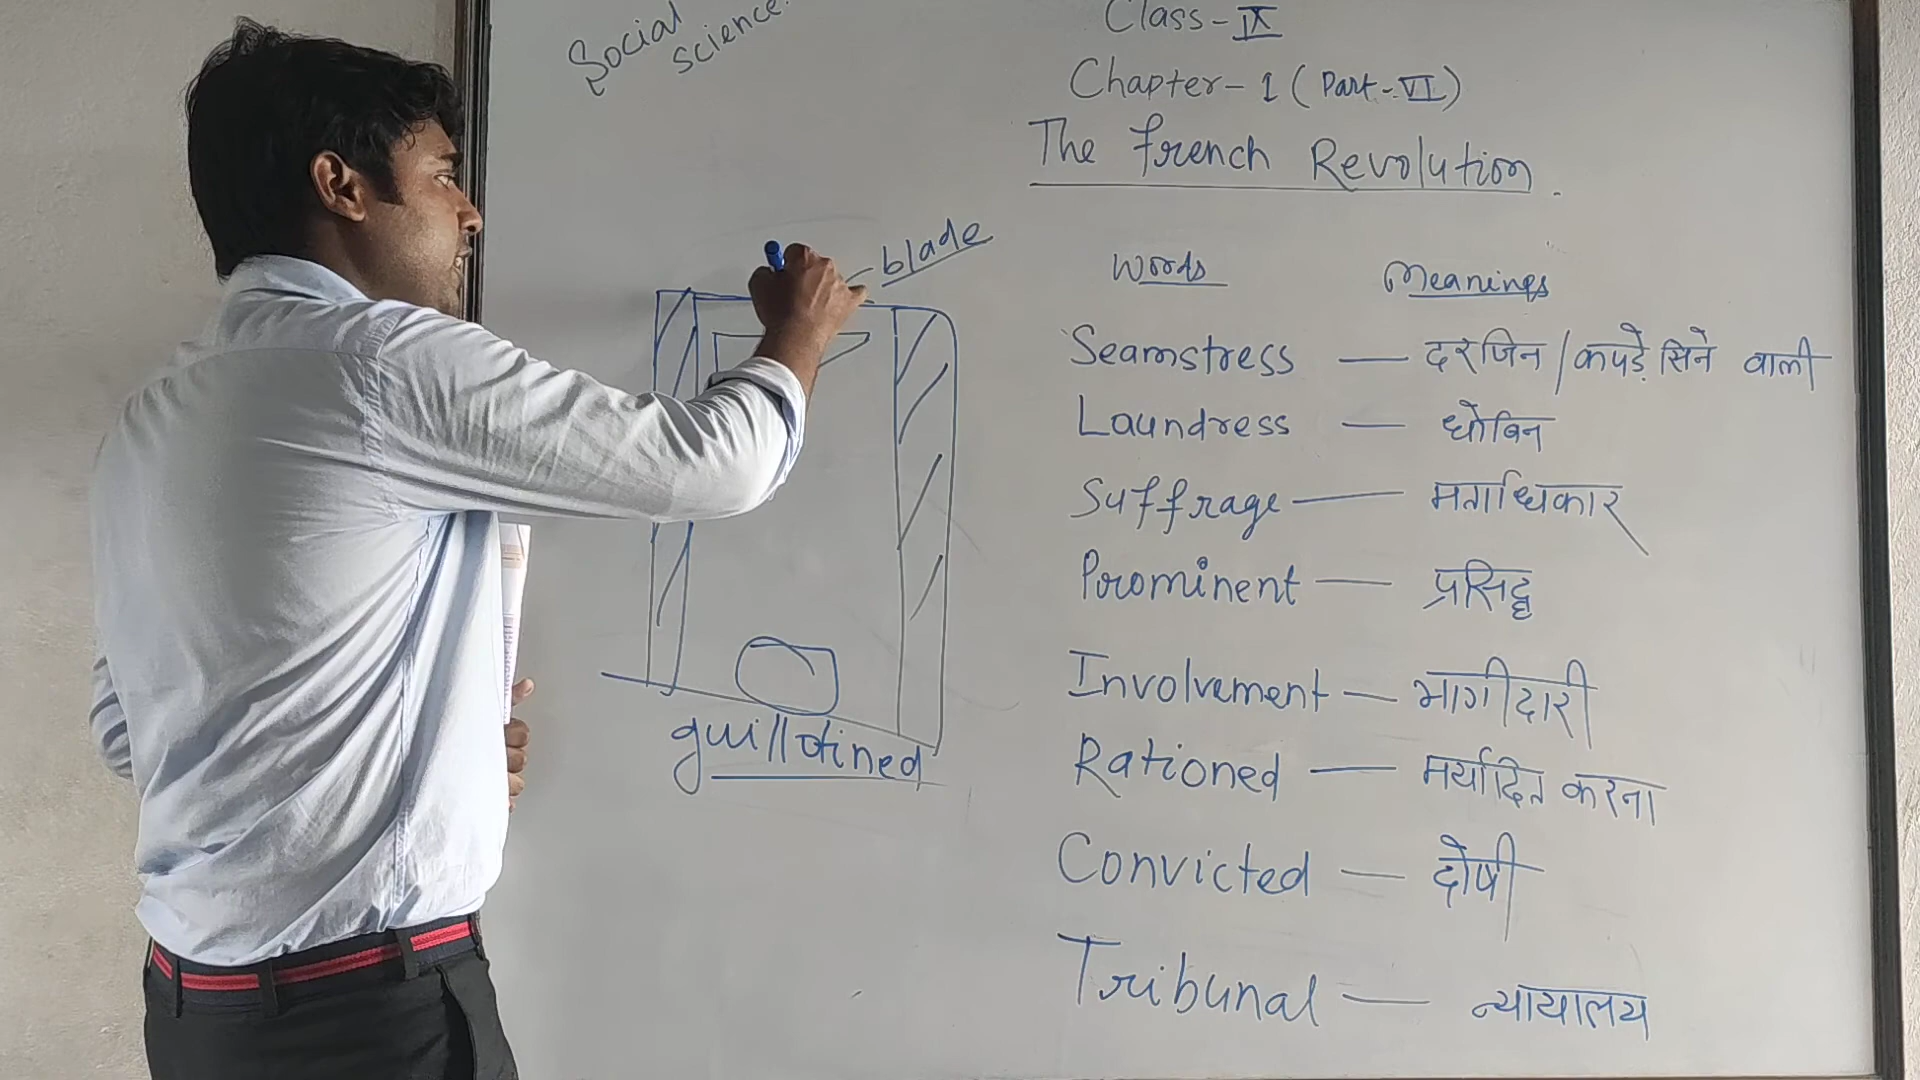 Social
science.
Class-IX
Chapter-1 (Part-VI)
The French Revolution.
blade
guillotined
Words Meanings
Seamstress — दरजिन/कपड़े सिने वाली
Laundress — धोबिन
Suffrage — मताधिकार
Prominent — प्रसिद्ध
Involvement — भागीदारी
Rationed — मर्यादित करना
Convicted — दोषी
Tribunal — न्यायालय